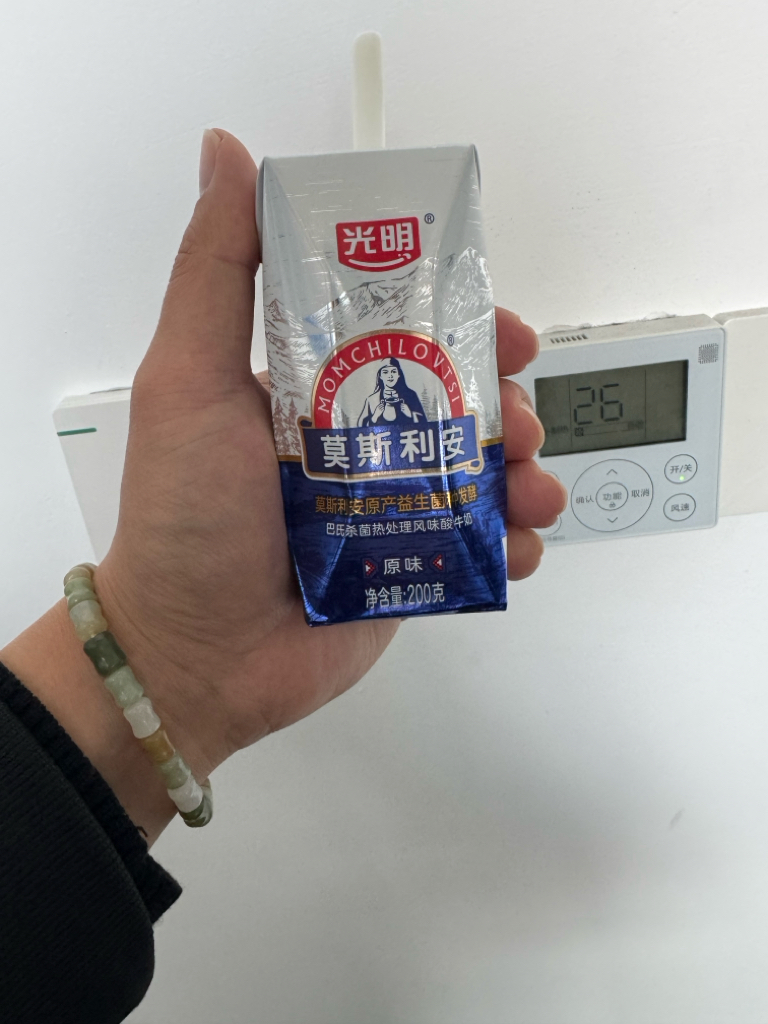 光明®
MOMCHILOVTSI®
莫斯利安
莫斯利安原产益生菌种发酵
巴氏杀菌热处理风味酸牛奶
原味
净含量:200克
26
开/关
确认 功能 取消
风速